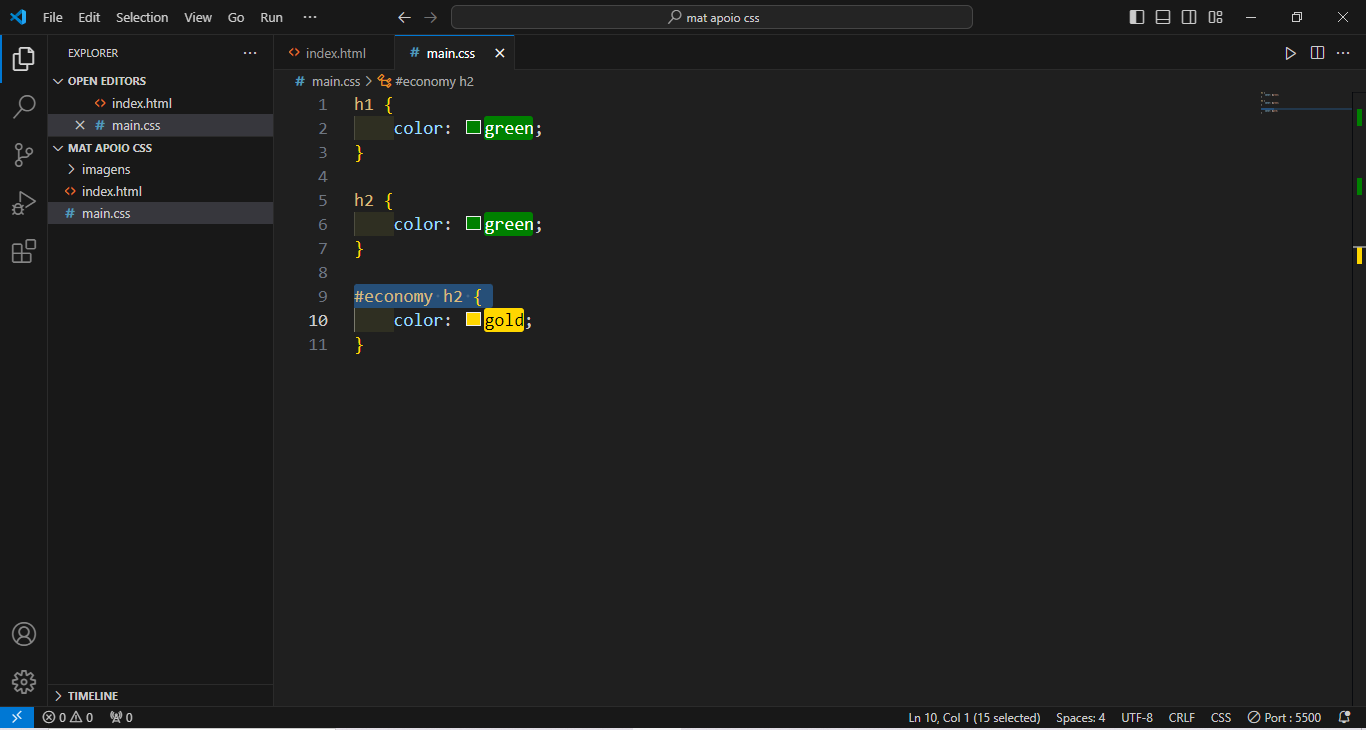 File Edit Selection View Go Run ··· mat apoio css
EXPLORER ···
OPEN EDITORS
index.html
main.css
MAT APOIO CSS
imagens
index.html
main.css
TIMELINE
index.html main.css
# main.css > #economy h2
1 h1 {
2 color: green;
3 }
4
5 h2 {
6 color: green;
7 }
8
9 #economy·h2·{
10 color: gold;
11 }
0 0 0 Ln 10, Col 1 (15 selected) Spaces: 4 UTF-8 CRLF CSS Port : 5500